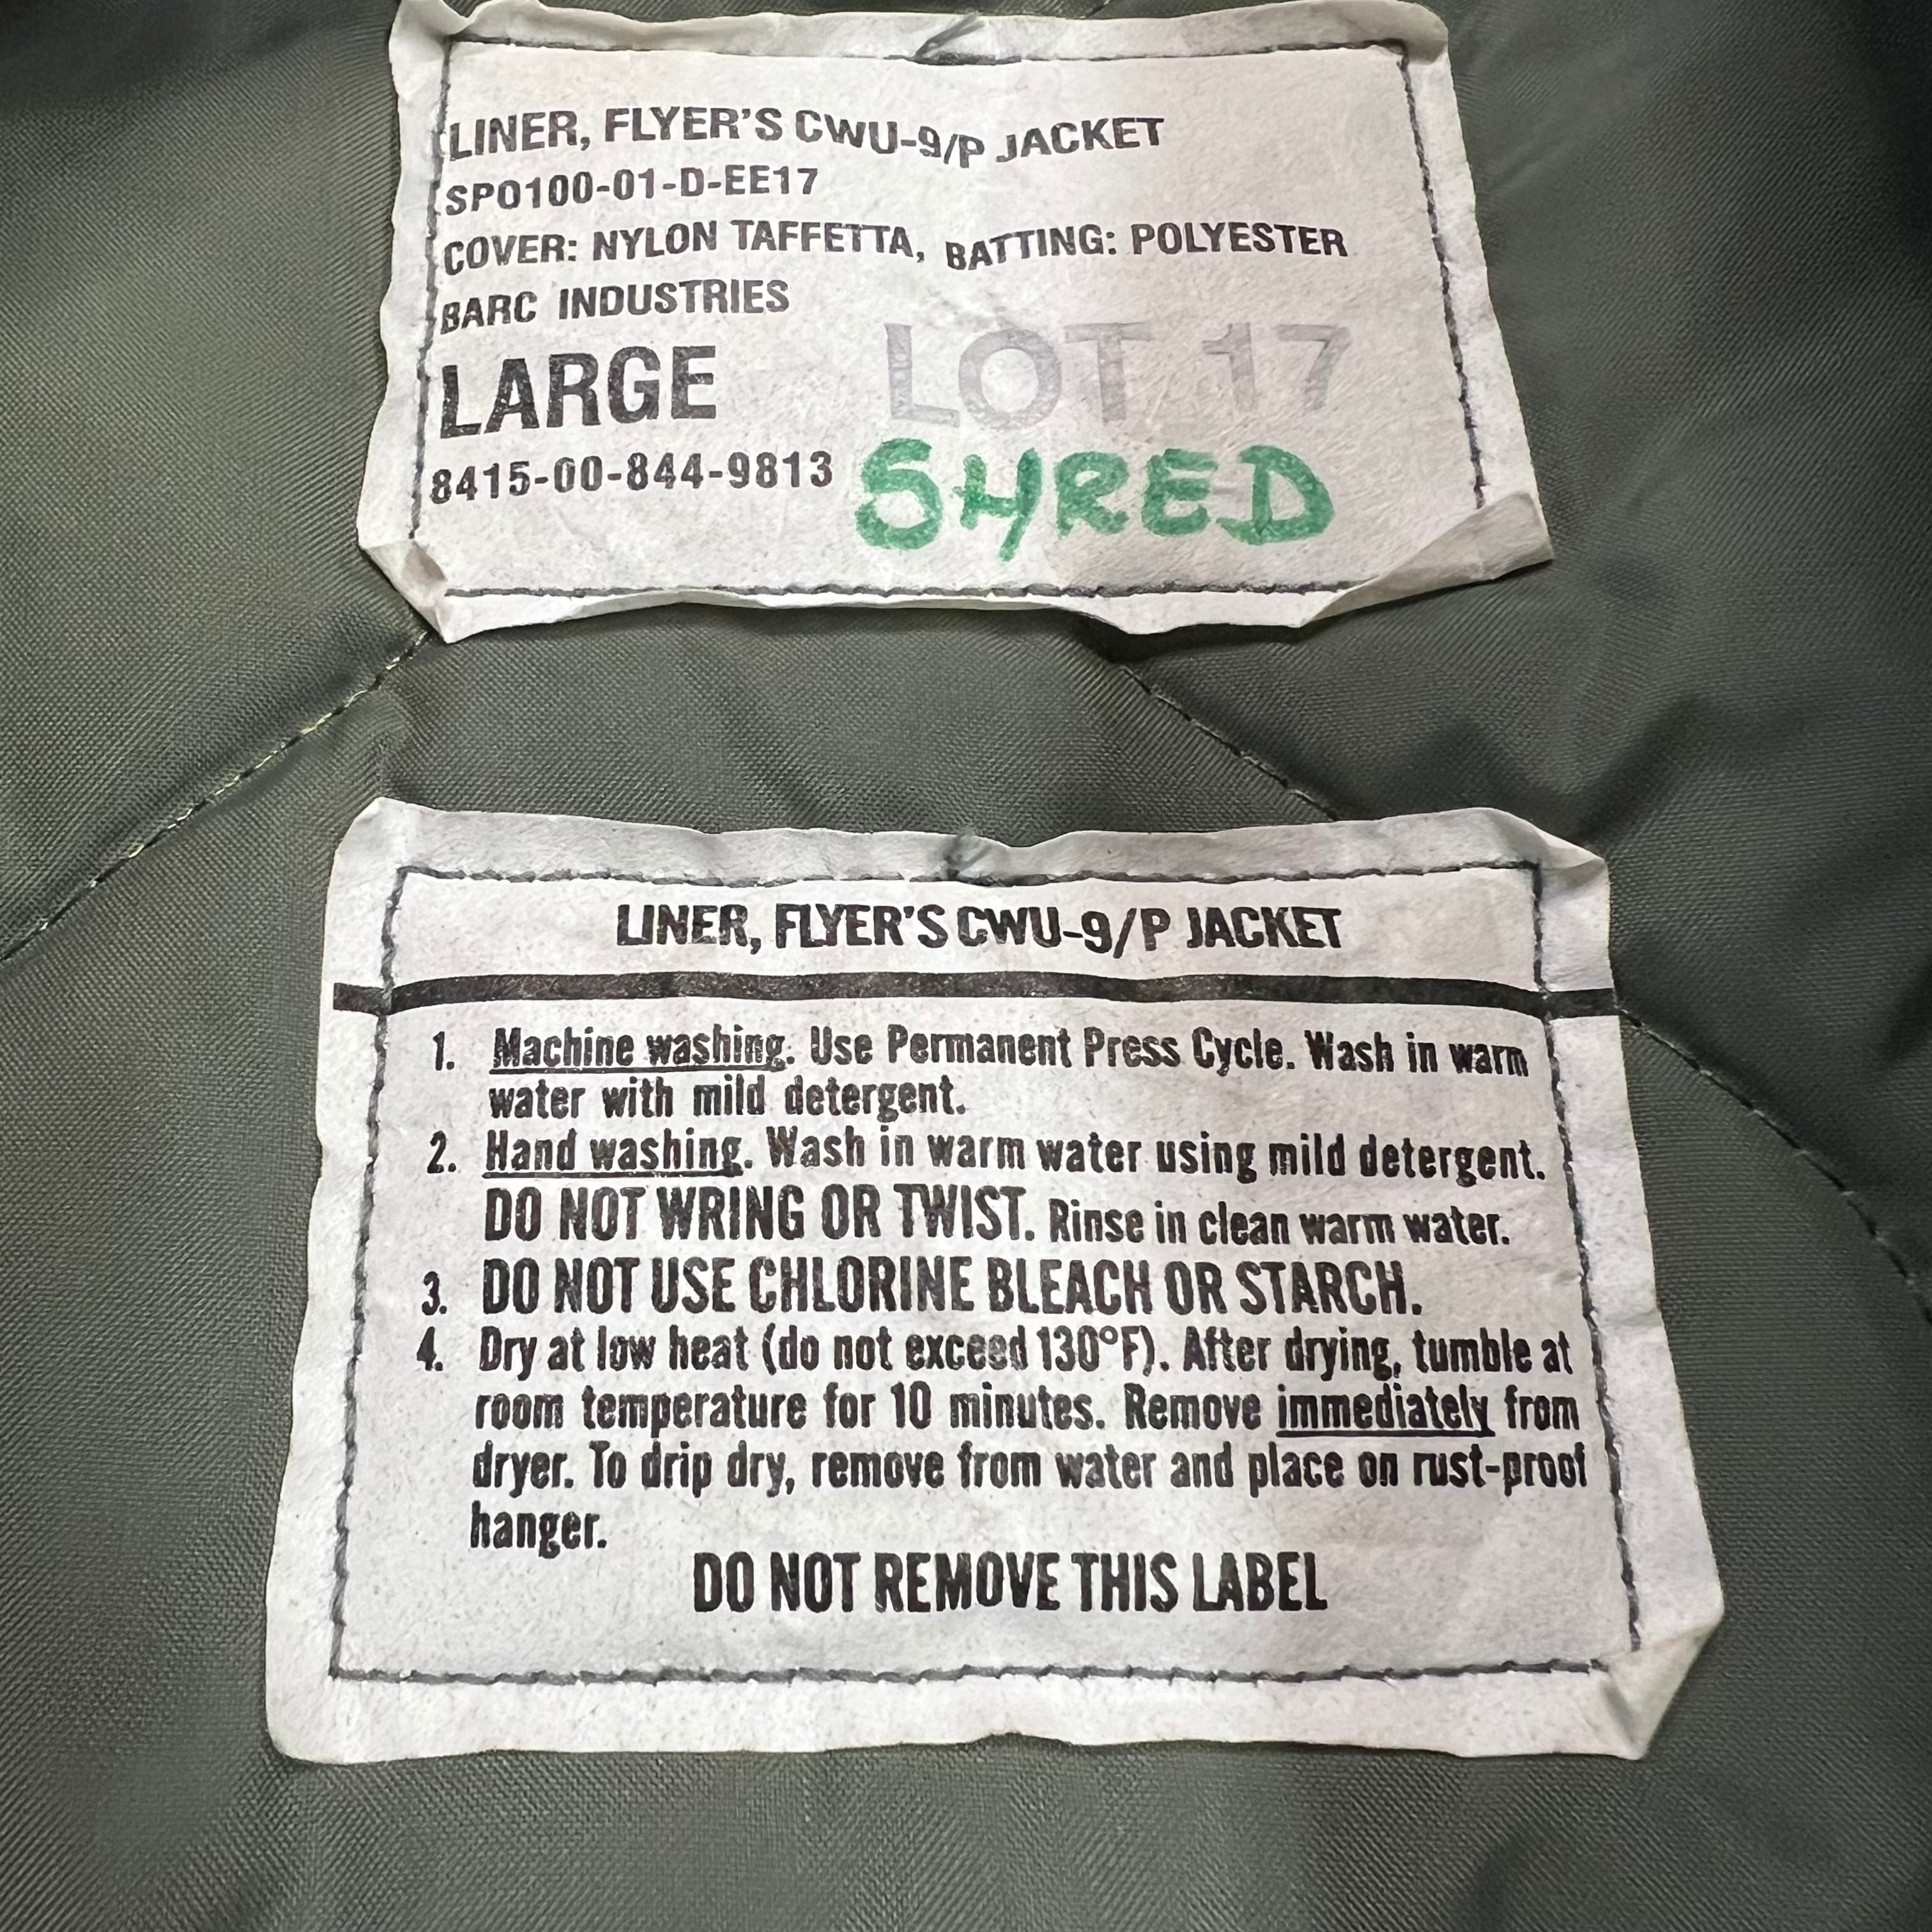 LINER, FLYER'S CWU-9/P JACKET
SPO100-01-D-EE17
COVER: NYLON TAFFETTA, BATTING: POLYESTER
BARC INDUSTRIES
LARGE LOT 17
8415-00-844-9813 SHRED
LINER, FLYER'S CWU-9/P JACKET
1. Machine washing. Use Permanent Press Cycle. Wash in warm
water with mild detergent.
2. Hand washing. Wash in warm water using mild detergent.
DO NOT WRING OR TWIST. Rinse in clean warm water.
3. DO NOT USE CHLORINE BLEACH OR STARCH.
4. Dry at low heat (do not exceed 130°F). After drying, tumble at
room temperature for 10 minutes. Remove immediately from
dryer. To drip dry, remove from water and place on rust-proof
hanger.
DO NOT REMOVE THIS LABEL